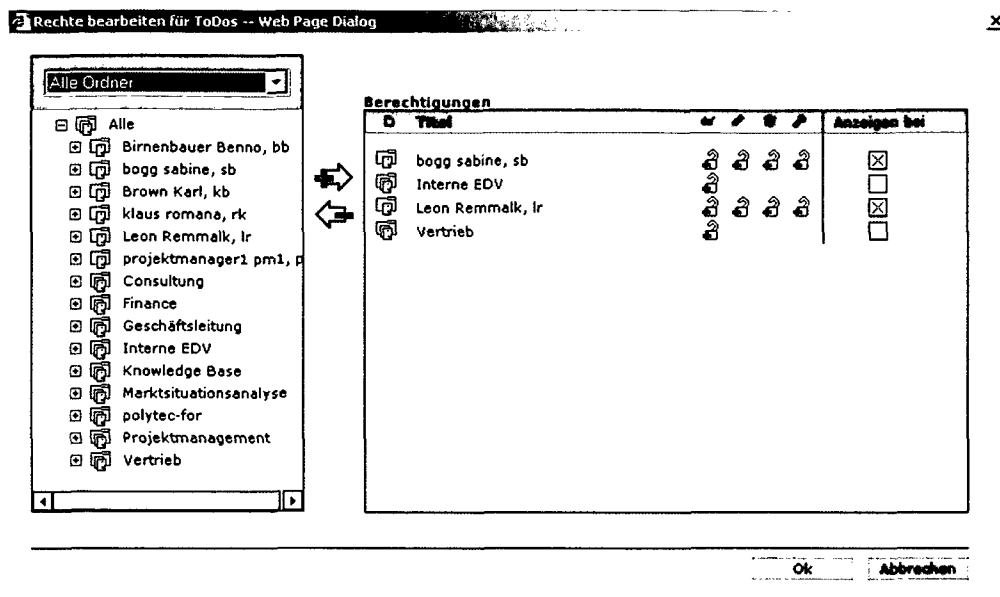 Rechte bearbeiten für ToDos -- Web Page Dialog
Alle Ordner
Alle
Birnenbauer Benno, bb
bogg sabine, sb
Brown Karl, kb
klaus romana, rk
Leon Remmalk, lr
projektmanager1 pm1, p
Consultung
Finance
Geschäftsleitung
Interne EDV
Knowledge Base
Marktsituationsanalyse
polytec-for
Projektmanagement
Vertrieb
Berechtigungen
D Titel Anzeigen bei
bogg sabine, sb
Interne EDV
Leon Remmalk, lr
Vertrieb
Ok Abbrechen